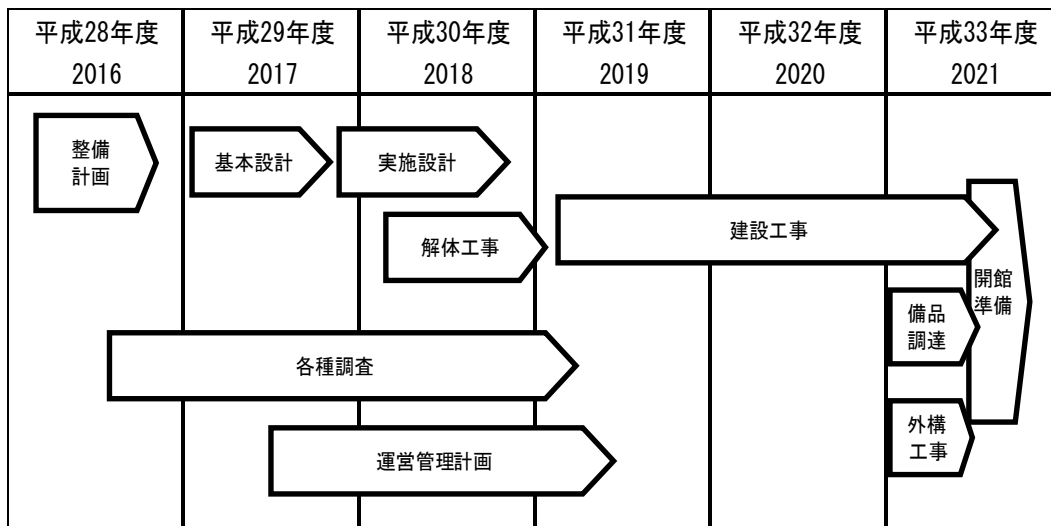 平成28年度
2016
平成29年度
2017
平成30年度
2018
平成31年度
2019
平成32年度
2020
平成33年度
2021
整備
計画
基本設計
実施設計
解体工事
建設工事
開館
準備
備品
調達
各種調査
外構
工事
運営管理計画